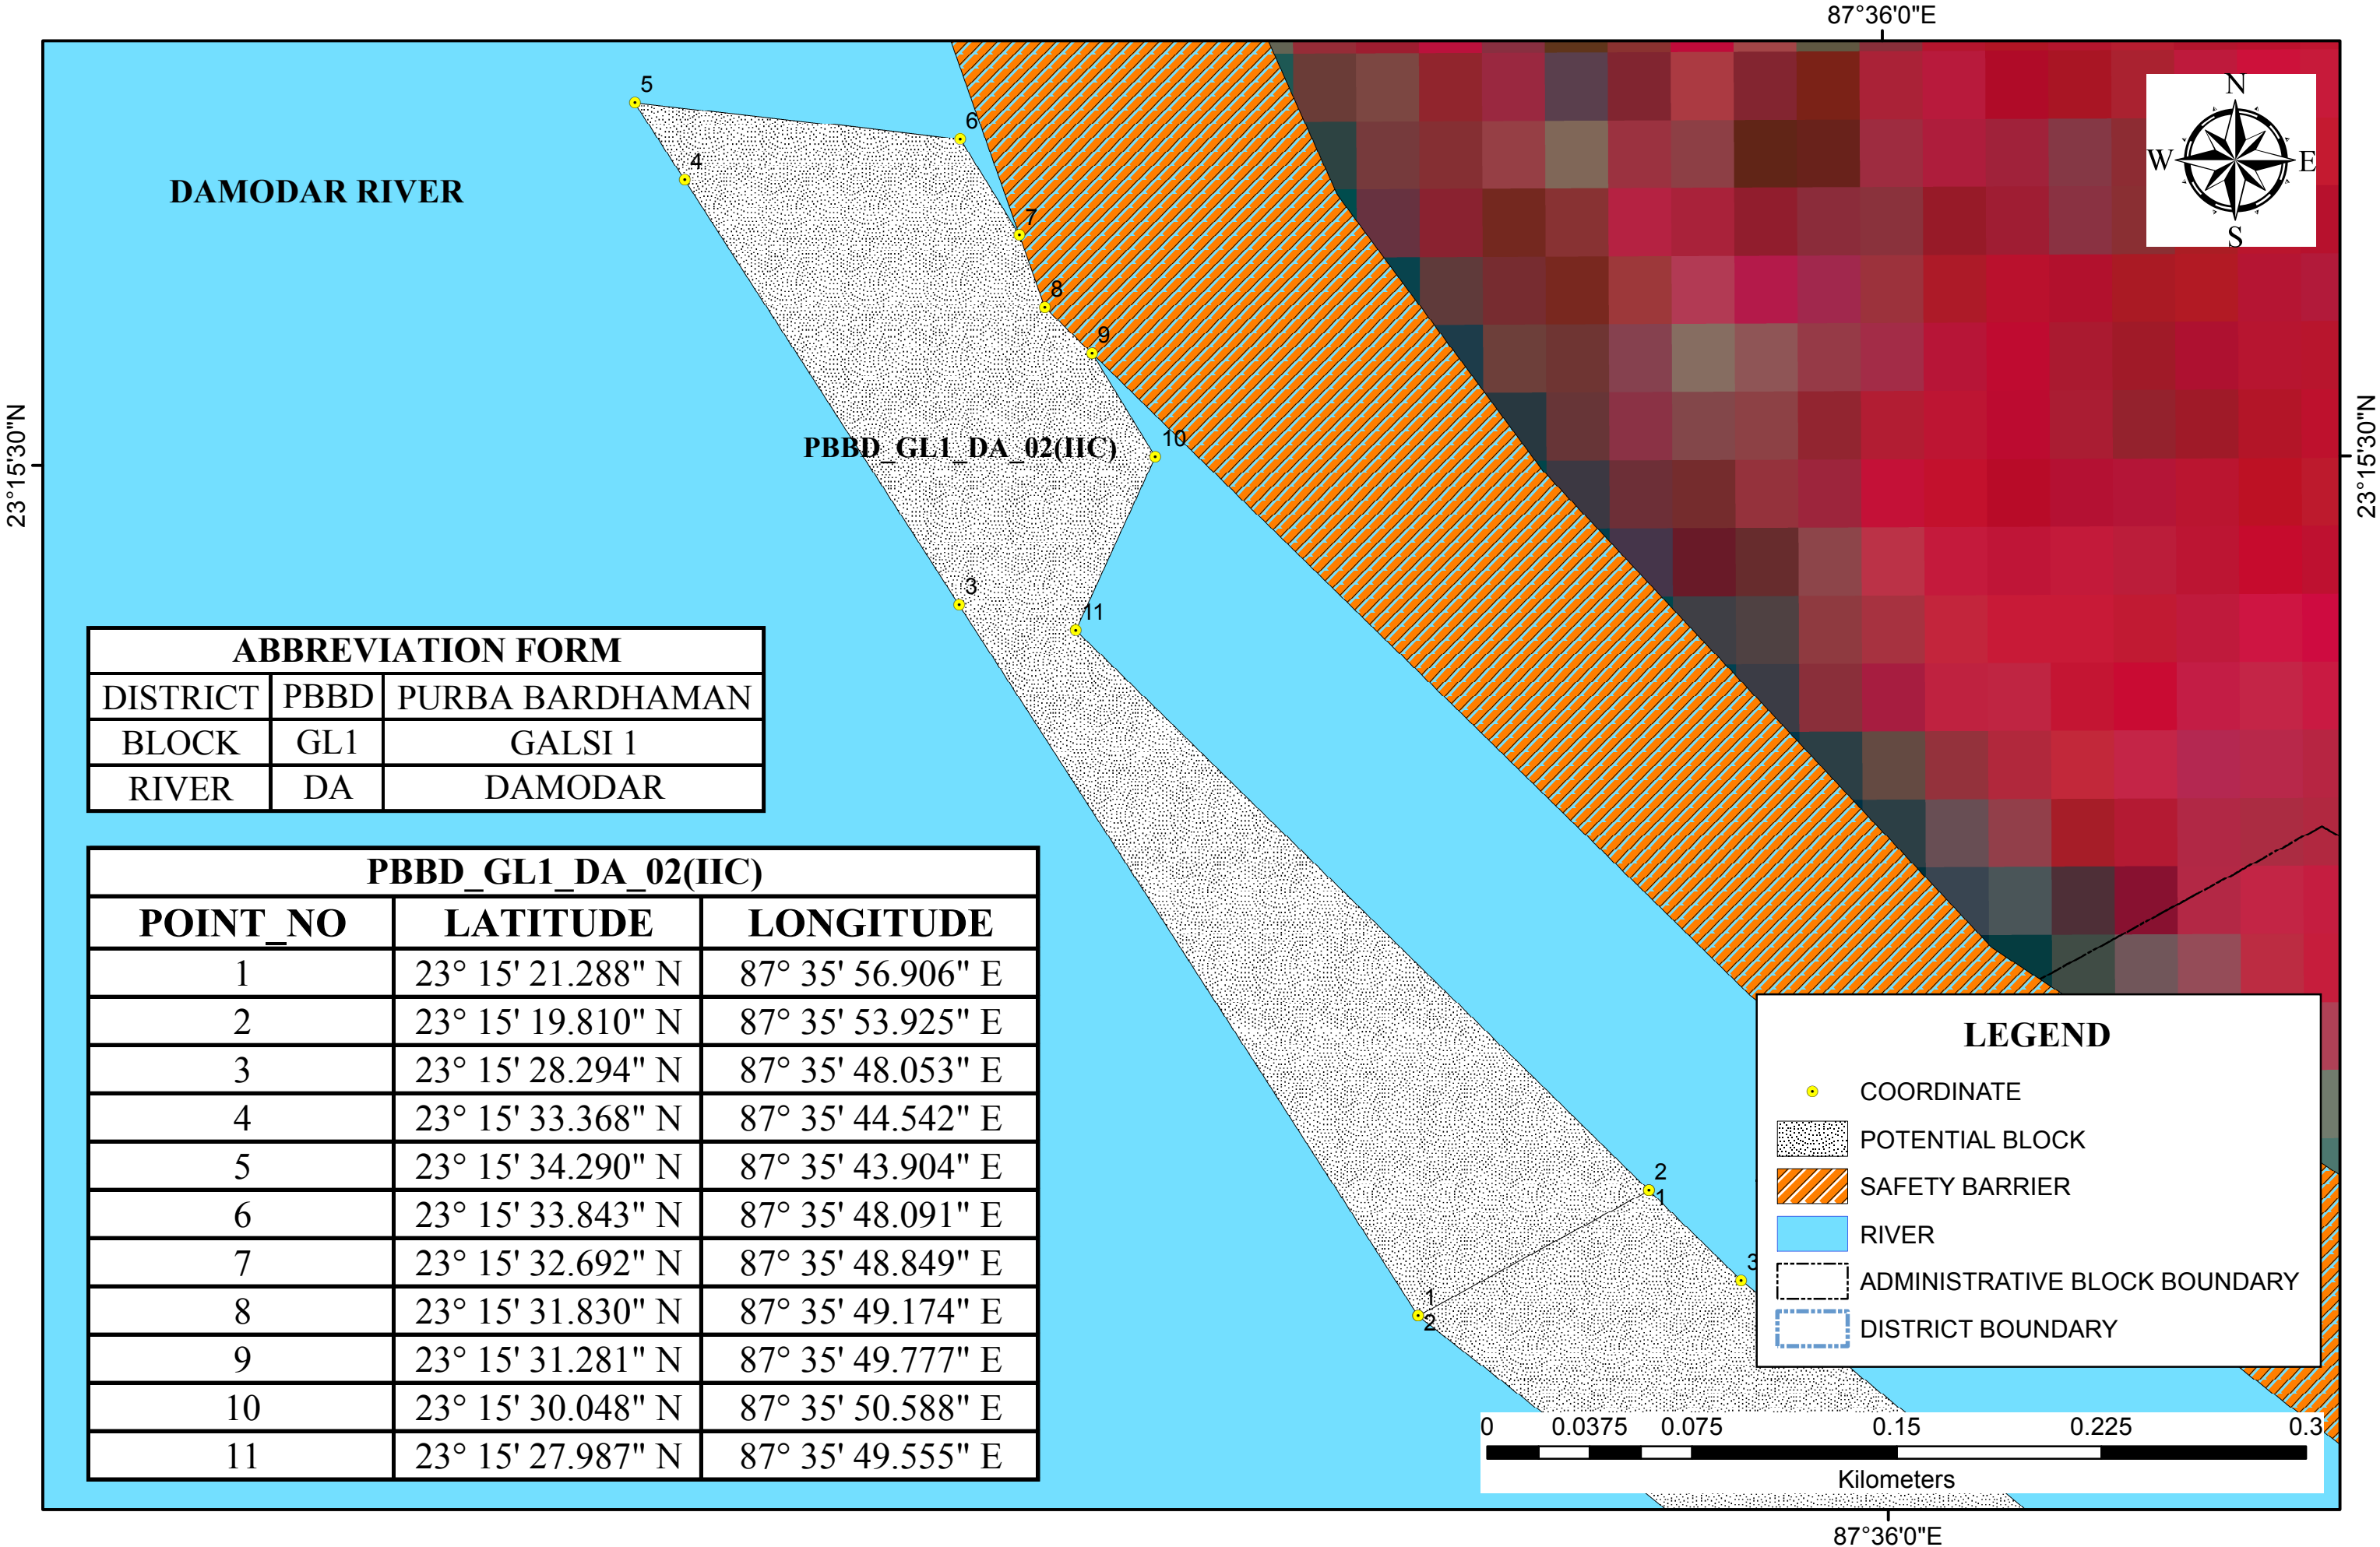 87°36'0"E
N
W E
S
5
6
4
DAMODAR RIVER
7
8
9
23°15'30"N
23°15'30"N
10
PBBD_GL1_DA_02(IIC)
3
11
ABBREVIATION FORM
DISTRICT PBBD PURBA BARDHAMAN
BLOCK GL1 GALSI 1
RIVER DA DAMODAR
PBBD_GL1_DA_02(IIC)
POINT_NO LATITUDE LONGITUDE
1 23° 15' 21.288" N 87° 35' 56.906" E
2 23° 15' 19.810" N 87° 35' 53.925" E
3 23° 15' 28.294" N 87° 35' 48.053" E
4 23° 15' 33.368" N 87° 35' 44.542" E
5 23° 15' 34.290" N 87° 35' 43.904" E
6 23° 15' 33.843" N 87° 35' 48.091" E
7 23° 15' 32.692" N 87° 35' 48.849" E
8 23° 15' 31.830" N 87° 35' 49.174" E
9 23° 15' 31.281" N 87° 35' 49.777" E
10 23° 15' 30.048" N 87° 35' 50.588" E
11 23° 15' 27.987" N 87° 35' 49.555" E
2
1
3
1
2
LEGEND
COORDINATE
POTENTIAL BLOCK
SAFETY BARRIER
RIVER
ADMINISTRATIVE BLOCK BOUNDARY
DISTRICT BOUNDARY
0 0.0375 0.075 0.15 0.225 0.3
Kilometers
87°36'0"E